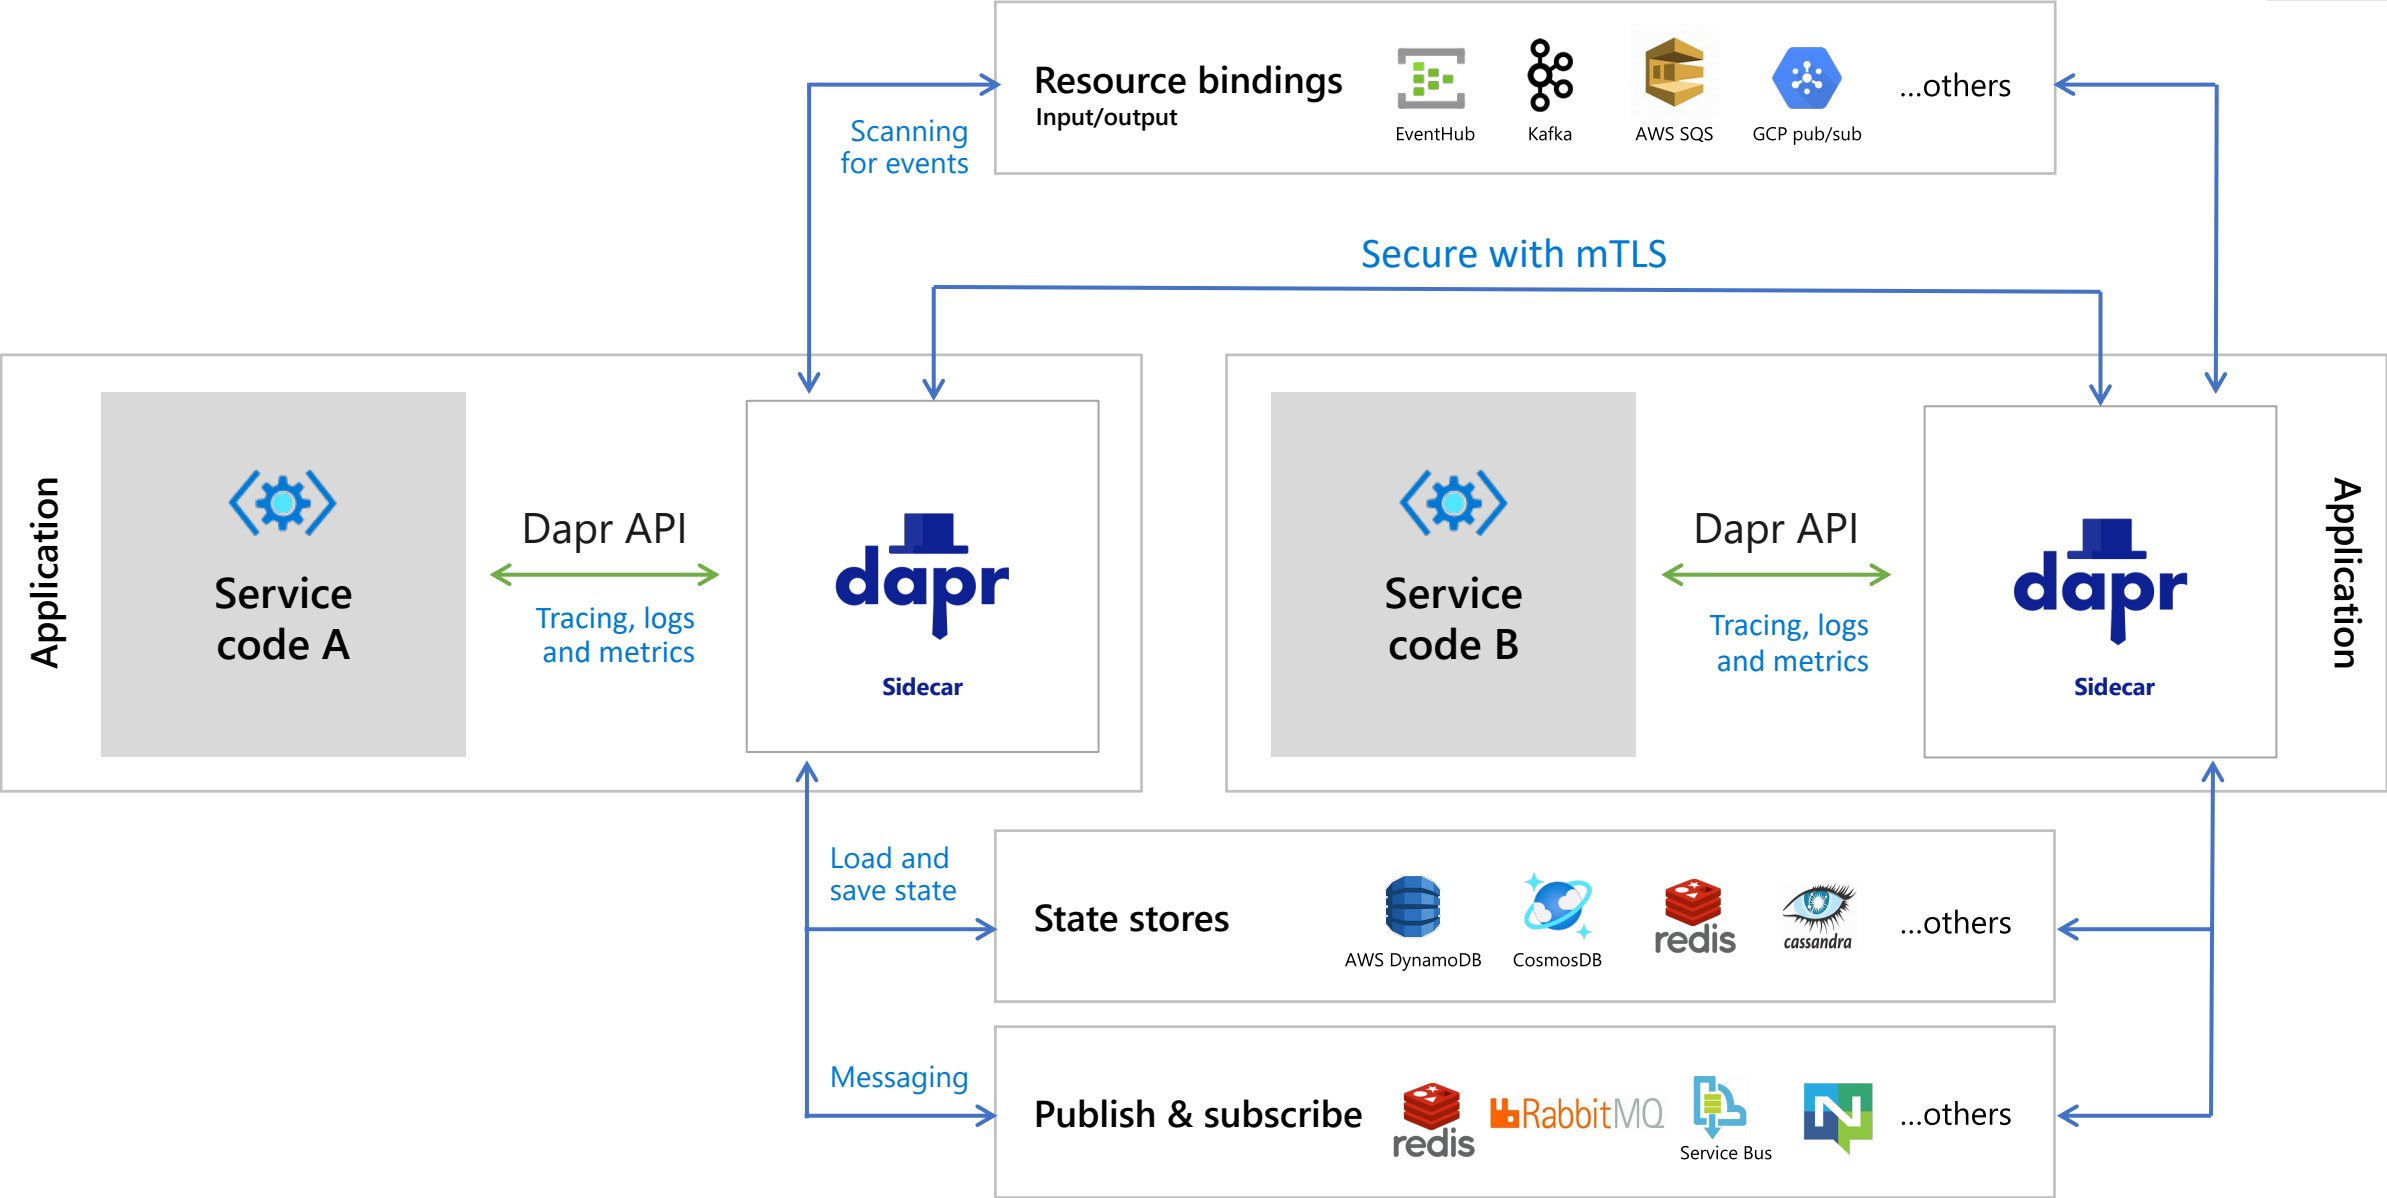 Resource bindings
Input/output
EventHub
Kafka
AWS SQS
GCP pub/sub
...others
Scanning
for events
Secure with mTLS
Application
Service
code A
Dapr API
Tracing, logs
and metrics
dapr
Sidecar
Service
code B
Dapr API
Tracing, logs
and metrics
dapr
Sidecar
Application
Load and
save state
State stores
AWS DynamoDB
CosmosDB
redis
cassandra
...others
Messaging
Publish & subscribe
redis
RabbitMQ
Service Bus
N
...others